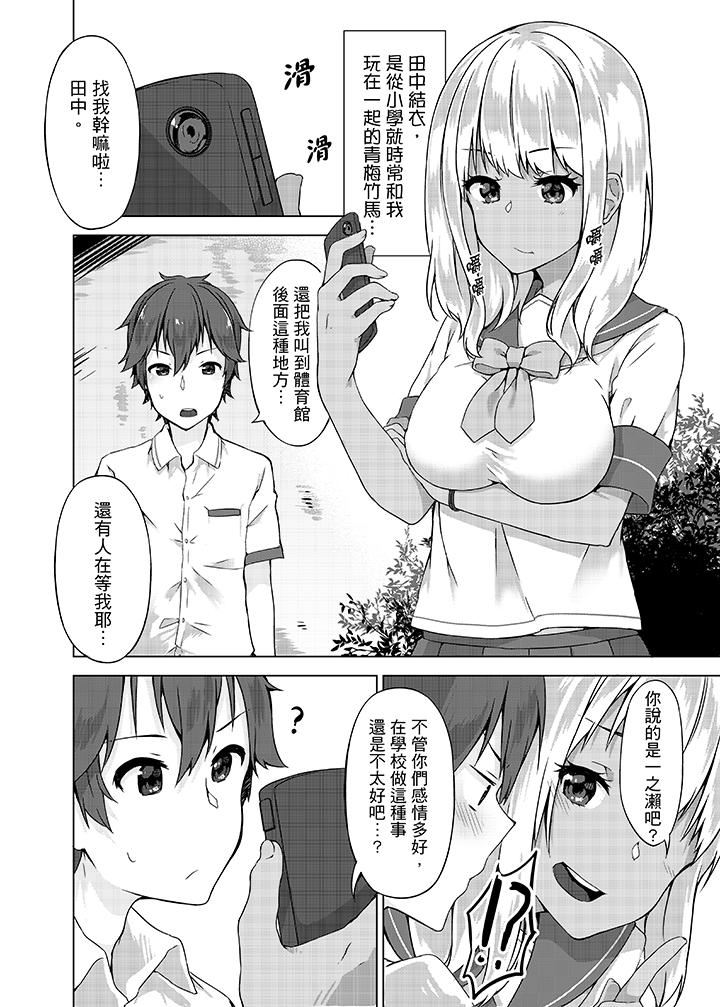 田中結衣，
是從小學就時常和我
玩在一起的青梅竹馬…
滑
滑
找我幹嘛啦…
田中。
嘟
嘟
還把我叫到體育館
後面這種地方…
還有人在等我耶…
你說的是一之瀨吧？
!?
不管你們感情多好，
在學校做這種事
還是不太好吧…？
?